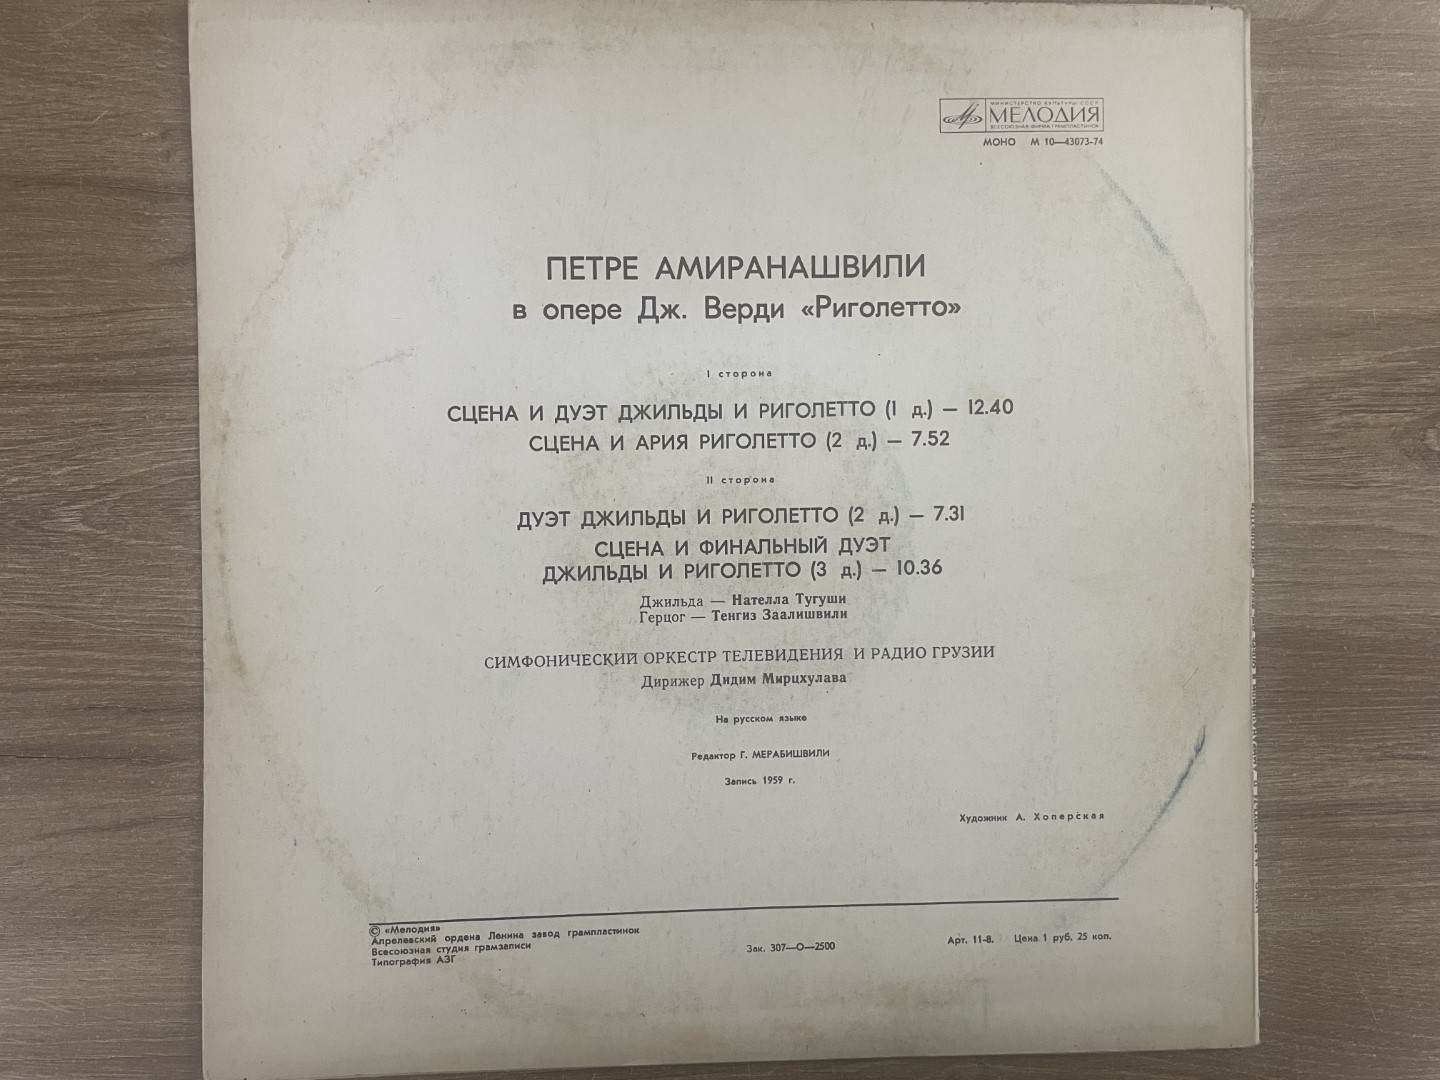 МИНИСТЕРСТВО КУЛЬТУРЫ СССР
МЕЛОДИЯ
ВСЕСОЮЗНАЯ ФИРМА ГРАМПЛАСТИНОК
МОНО М 10—43073-74
ПЕТРЕ АМИРАНАШВИЛИ
в опере Дж. Верди «Риголетто»
I сторона
СЦЕНА И ДУЭТ ДЖИЛЬДЫ И РИГОЛЕТТО (1 д.) — 12.40
СЦЕНА И АРИЯ РИГОЛЕТТО (2 д.) — 7.52
II сторона
ДУЭТ ДЖИЛЬДЫ И РИГОЛЕТТО (2 д.) — 7.31
СЦЕНА И ФИНАЛЬНЫЙ ДУЭТ
ДЖИЛЬДЫ И РИГОЛЕТТО (3 д.) — 10.36
Джильда — Нателла Тугуши
Герцог — Тенгиз Заалишвили
СИМФОНИЧЕСКИЙ ОРКЕСТР ТЕЛЕВИДЕНИЯ И РАДИО ГРУЗИИ
Дирижер Дидим Мирцхулава
На русском языке
Редактор Г. МЕРАБИШВИЛИ
Запись 1959 г.
Художник А. Хоперская
© «Мелодия»
Апрелевский ордена Ленина завод грампластинок
Всесоюзная студия грамзаписи
Типография АЗГ
Зак. 307—О—2500
Арт. 11-8. Цена 1 руб. 25 коп.